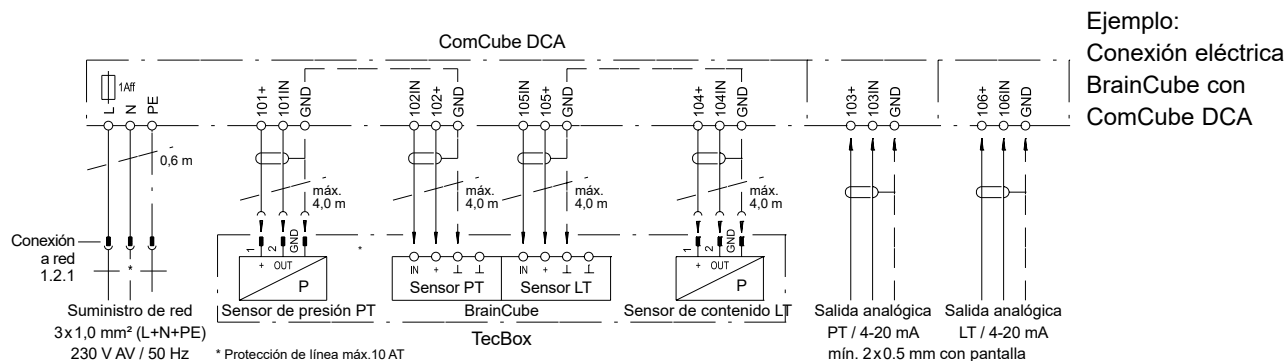 Ejemplo:
Conexión eléctrica
BrainCube con
ComCube DCA
ComCube DCA
1Aff
L
N
PE
101+
101IN
GND
102IN
102+
GND
105IN
105+
GND
104+
104IN
GND
103+
103IN
GND
106+
106IN
GND
0,6 m
máx.
4,0 m
máx.
4,0 m
máx.
4,0 m
máx.
4,0 m
Conexión
a red
1.2.1
*
1
2
GND
+
OUT
P
*
IN
+
⊥
⊥
Sensor PT
IN
+
⊥
⊥
Sensor LT
1
2
GND
+
OUT
P
Suministro de red
3x1,0 mm² (L+N+PE)
230 V AV / 50 Hz
Sensor de presión PT
BrainCube
Sensor de contenido LT
TecBox
* Protección de línea máx.10 AT
Salida analógica
PT / 4-20 mA
Salida analógica
LT / 4-20 mA
mín. 2x0.5 mm con pantalla